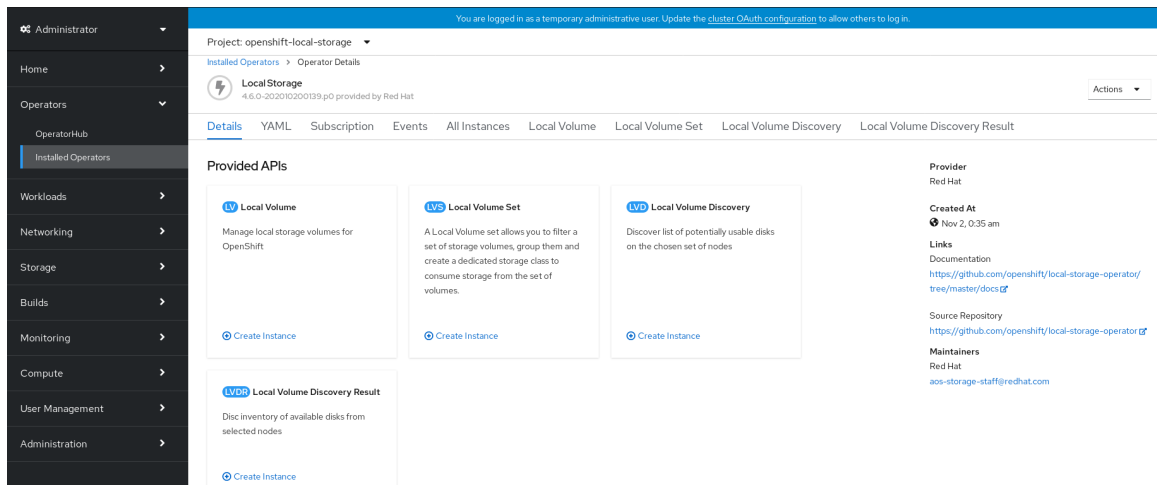 You are logged in as a temporary administrative user. Update the cluster OAuth configuration to allow others to log in.
Administrator
Home
Operators
OperatorHub
Installed Operators
Workloads
Networking
Storage
Builds
Monitoring
Compute
User Management
Administration
Project: openshift-local-storage
Installed Operators > Operator Details
Local Storage
4.6.0-202010200139.p0 provided by Red Hat
Actions
Details YAML Subscription Events All Instances Local Volume Local Volume Set Local Volume Discovery Local Volume Discovery Result
Provided APIs
LV Local Volume
Manage local storage volumes for
OpenShift
Create Instance
LVS Local Volume Set
A Local Volume set allows you to filter a
set of storage volumes, group them and
create a dedicated storage class to
consume storage from the set of
volumes.
Create Instance
LVD Local Volume Discovery
Discover list of potentially usable disks
on the chosen set of nodes
Create Instance
LVDR Local Volume Discovery Result
Disc inventory of available disks from
selected nodes
Create Instance
Provider
Red Hat
Created At
Nov 2, 0:35 am
Links
Documentation
https://github.com/openshift/local-storage-operator/
tree/master/docs
Source Repository
https://github.com/openshift/local-storage-operator
Maintainers
Red Hat
aos-storage-staff@redhat.com